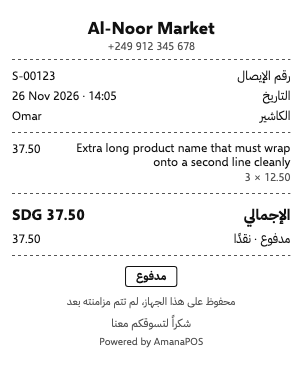 Al-Noor Market
+249 912 345 678
رقم الإيصال S-00123
التاريخ 26 Nov 2026 · 14:05
الكاشير Omar
Extra long product name that must wrap 37.50
onto a second line cleanly
3 × 12.50
الإجمالي SDG 37.50
مدفوع · نقدًا 37.50
مدفوع
محفوظ على هذا الجهاز، لم تتم مزامنته بعد
شكراً لتسوقكم معنا
Powered by AmanaPOS